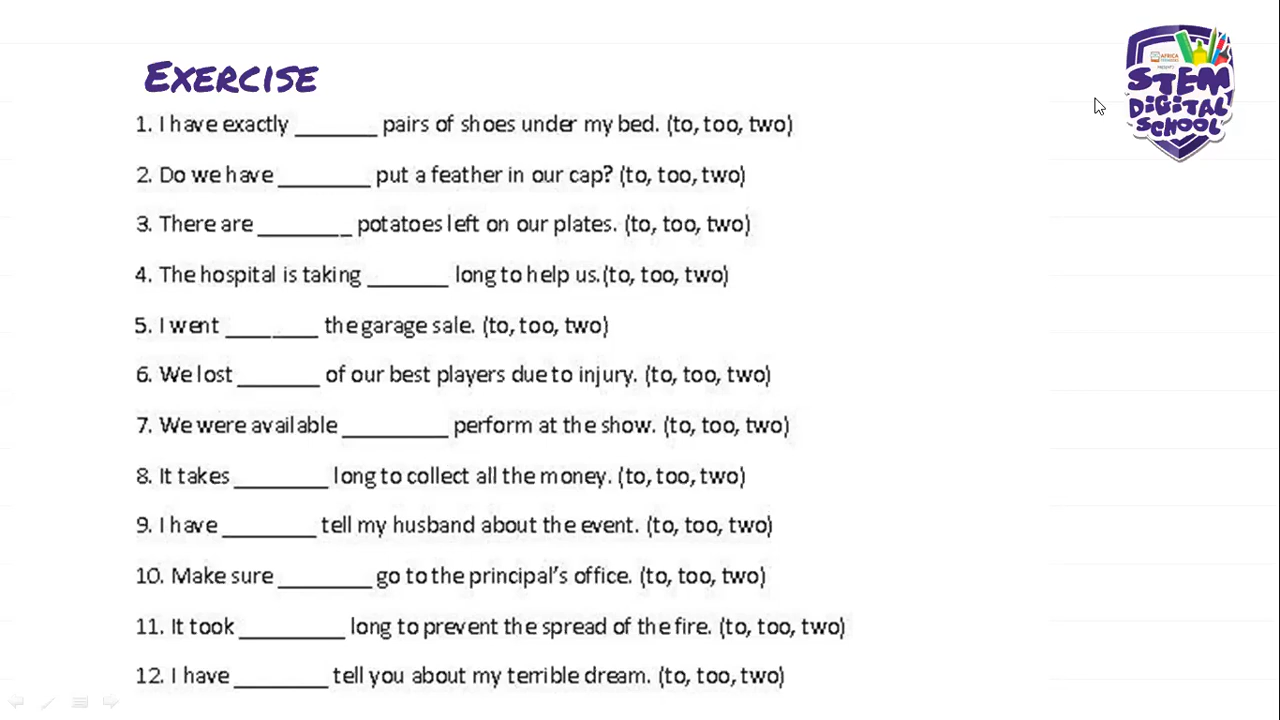 EXERCISE
1. I have exactly _______ pairs of shoes under my bed. (to, too, two)
2. Do we have ________ put a feather in our cap? (to, too, two)
3. There are ________ potatoes left on our plates. (to, too, two)
4. The hospital is taking _______ long to help us.(to, too, two)
5. I went ________ the garage sale. (to, too, two)
6. We lost _______ of our best players due to injury. (to, too, two)
7. We were available _________ perform at the show. (to, too, two)
8. It takes ________ long to collect all the money. (to, too, two)
9. I have ________ tell my husband about the event. (to, too, two)
10. Make sure ________ go to the principal's office. (to, too, two)
11. It took _________ long to prevent the spread of the fire. (to, too, two)
12. I have ________ tell you about my terrible dream. (to, too, two)
AFRICA
STEM
DIGITAL
SCHOOL